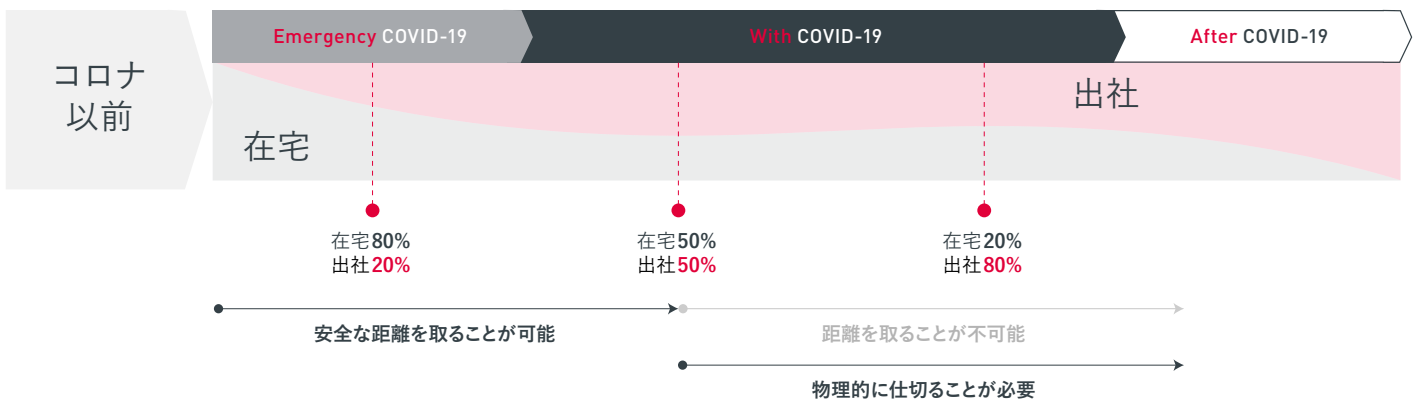 コロナ
以前
Emergency COVID-19
With COVID-19
After COVID-19
出社
在宅
在宅80%
出社20%
在宅50%
出社50%
在宅20%
出社80%
安全な距離を取ることが可能
距離を取ることが不可能
物理的に仕切ることが必要